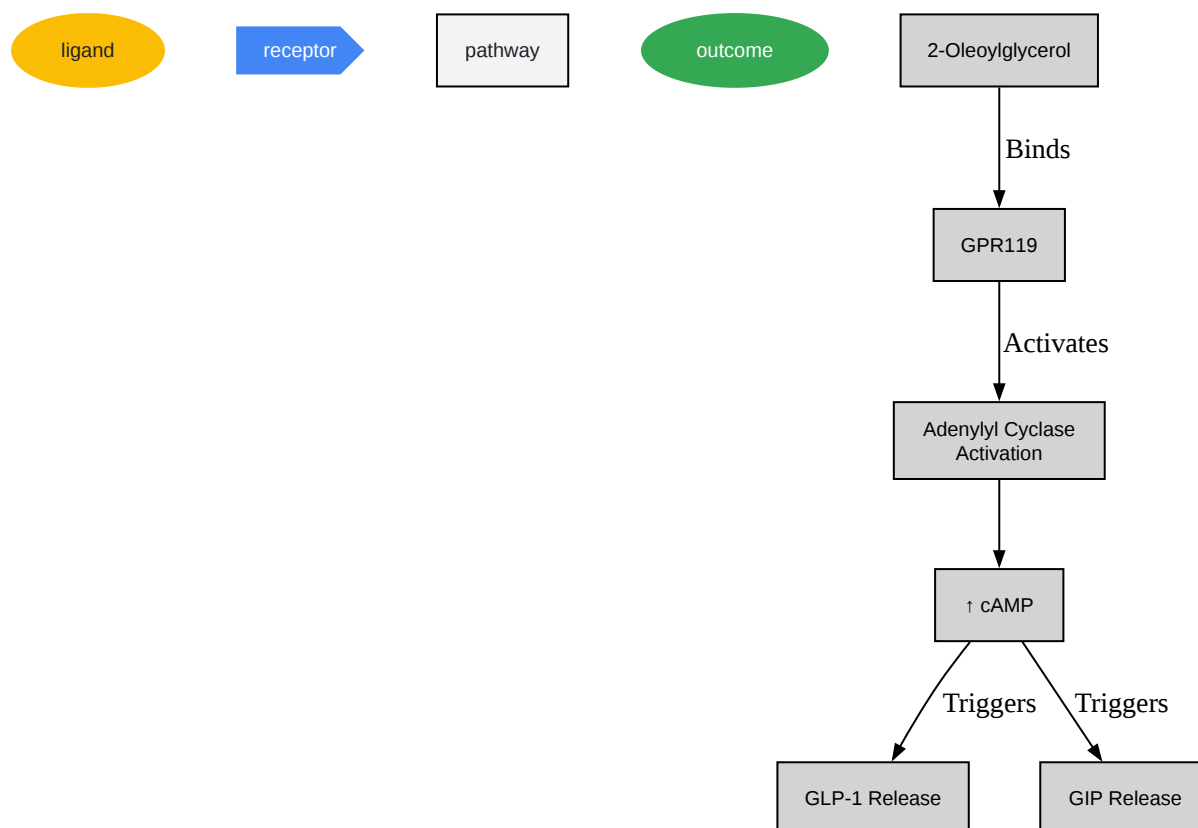 ligand
receptor
pathway
outcome
2-Oleoylglycerol
Binds
GPR119
Activates
Adenylyl Cyclase
Activation
↑ cAMP
Triggers
Triggers
GLP-1 Release
GIP Release